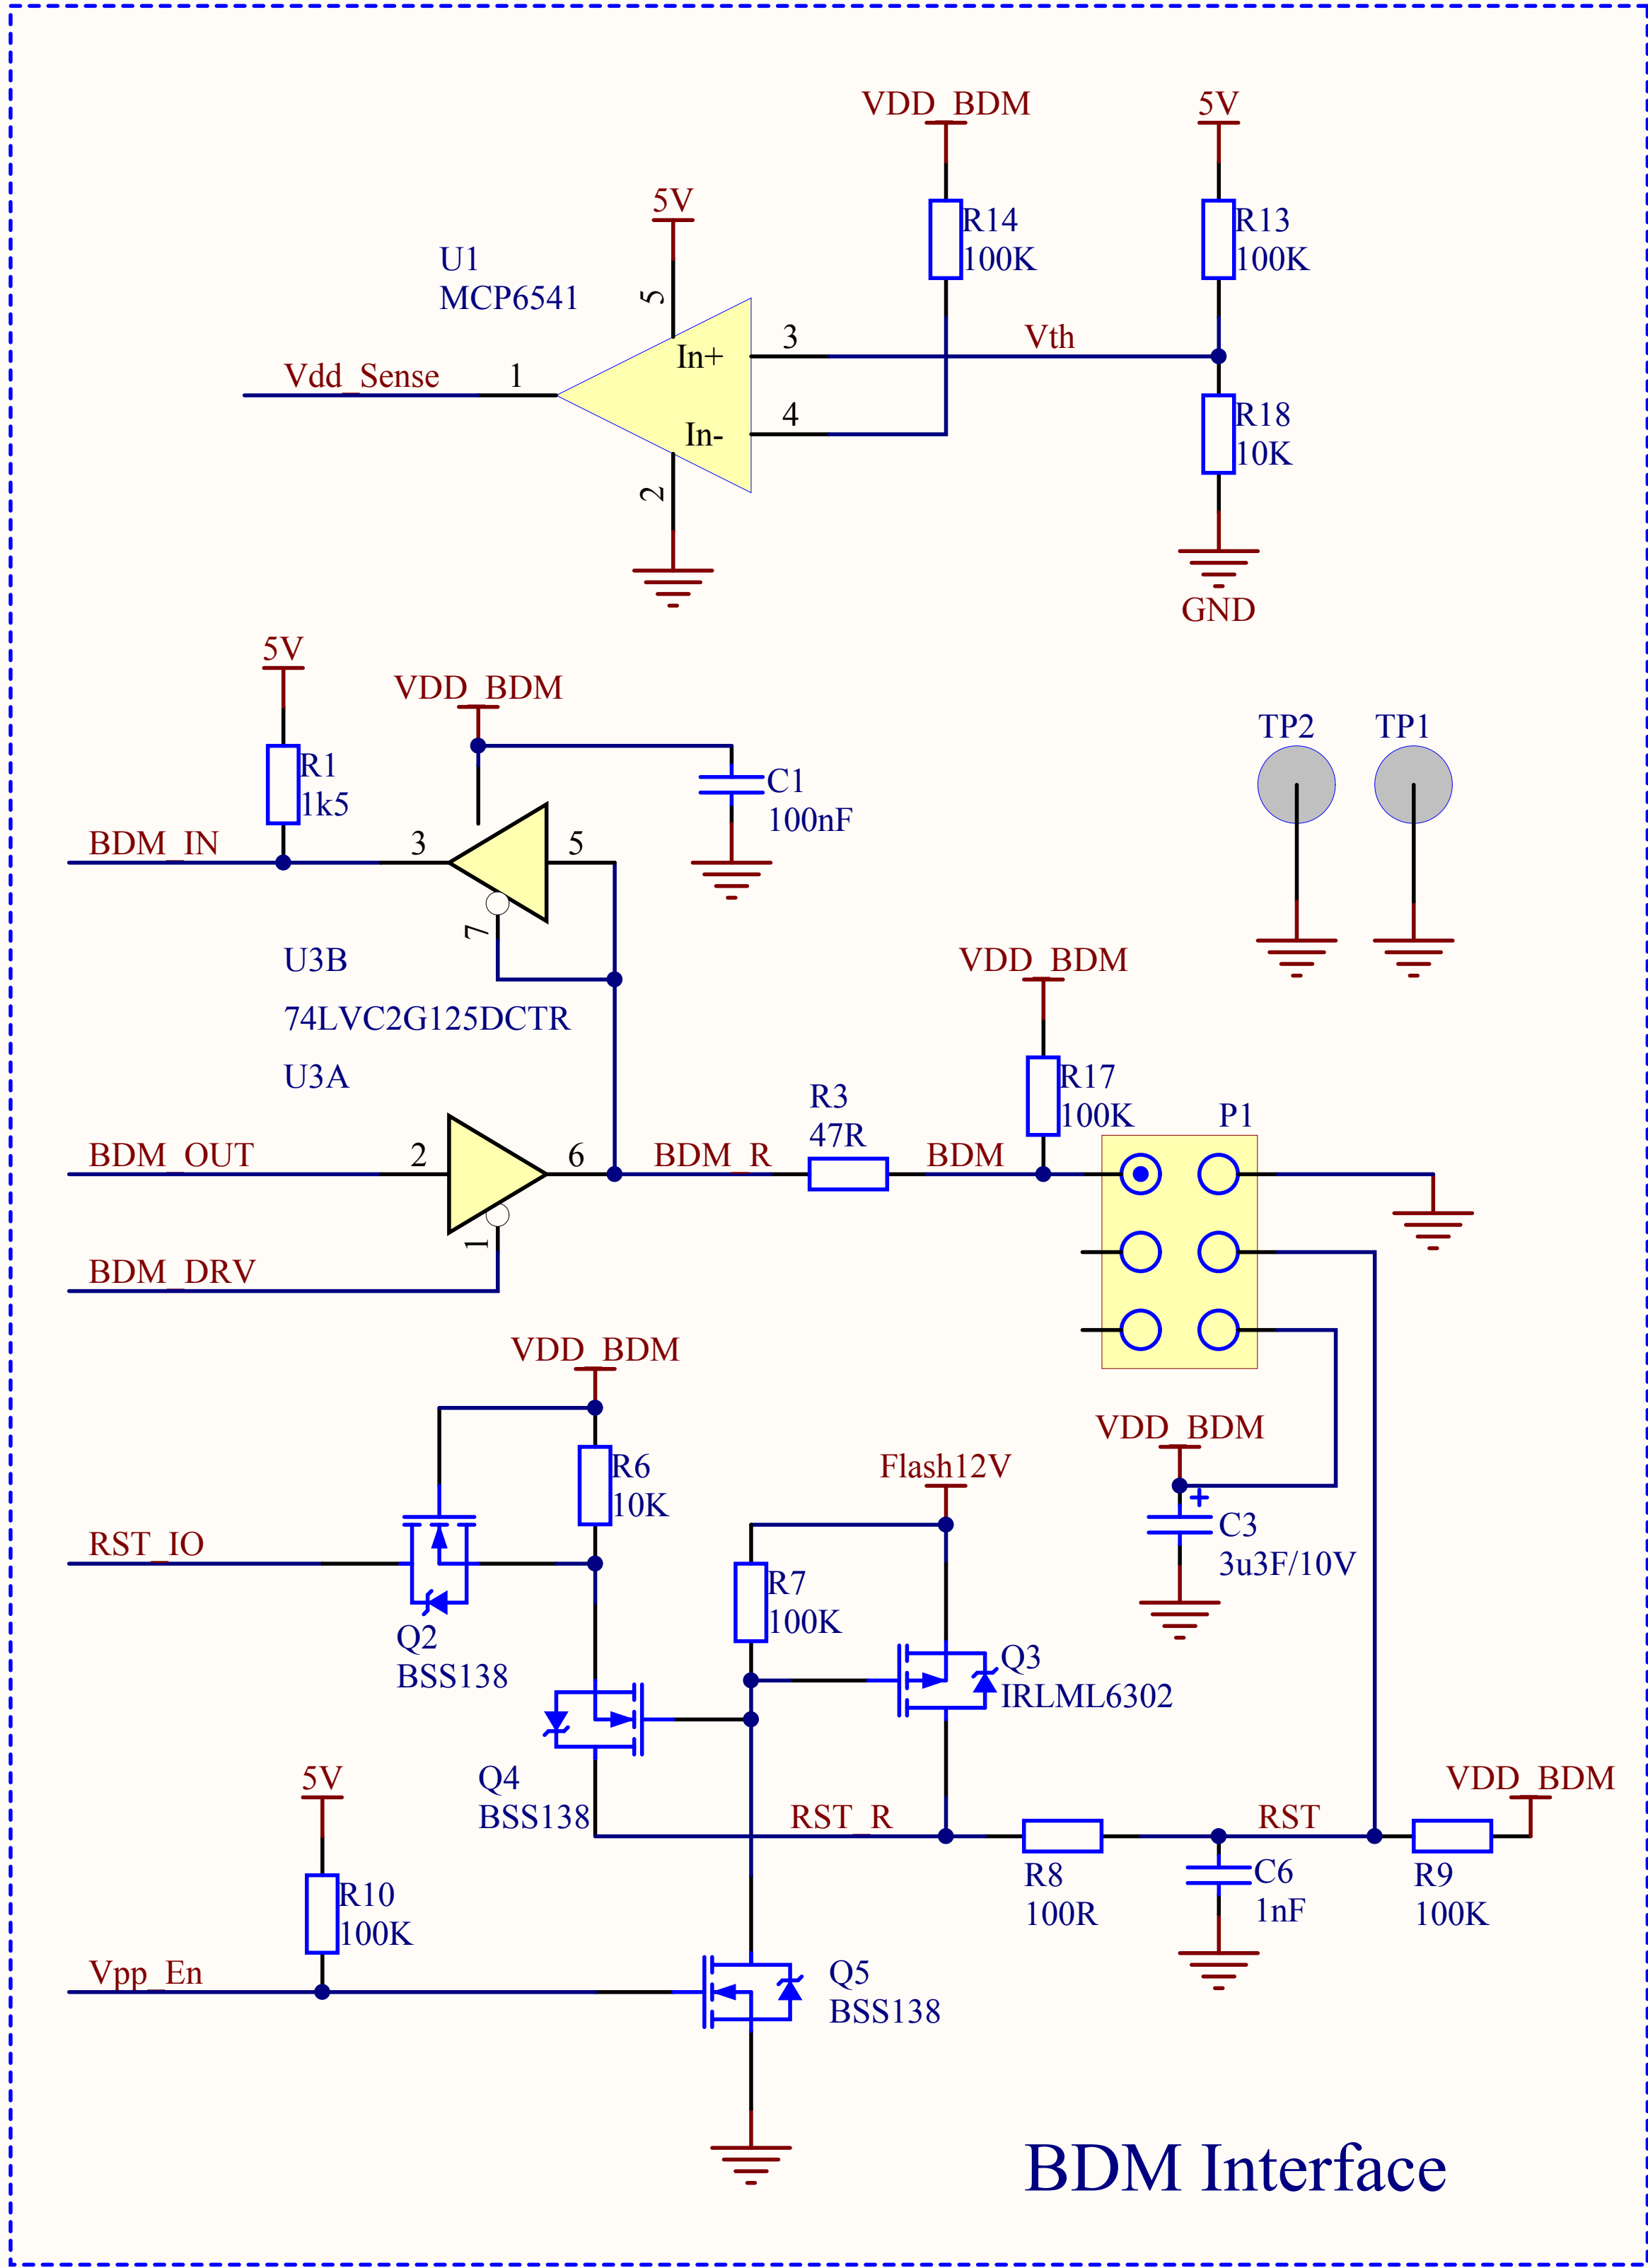 VDD_BDM
5V
5V
R14
100K
R13
100K
U1
MCP6541
5
In+
3
Vth
Vdd_Sense
1
In-
4
R18
10K
2
GND
5V
VDD_BDM
TP2
TP1
R1
1k5
C1
100nF
BDM_IN
3
5
7
U3B
74LVC2G125DCTR
U3A
VDD_BDM
R17
100K
R3
47R
P1
BDM_OUT
2
6
BDM_R
BDM
1
BDM_DRV
VDD_BDM
R6
10K
VDD_BDM
Flash12V
RST_IO
+
C3
3u3F/10V
R7
100K
Q2
BSS138
Q3
IRLML6302
Q4
BSS138
5V
RST_R
RST
VDD_BDM
R8
100R
C6
1nF
R9
100K
R10
100K
Vpp_En
Q5
BSS138
BDM Interface